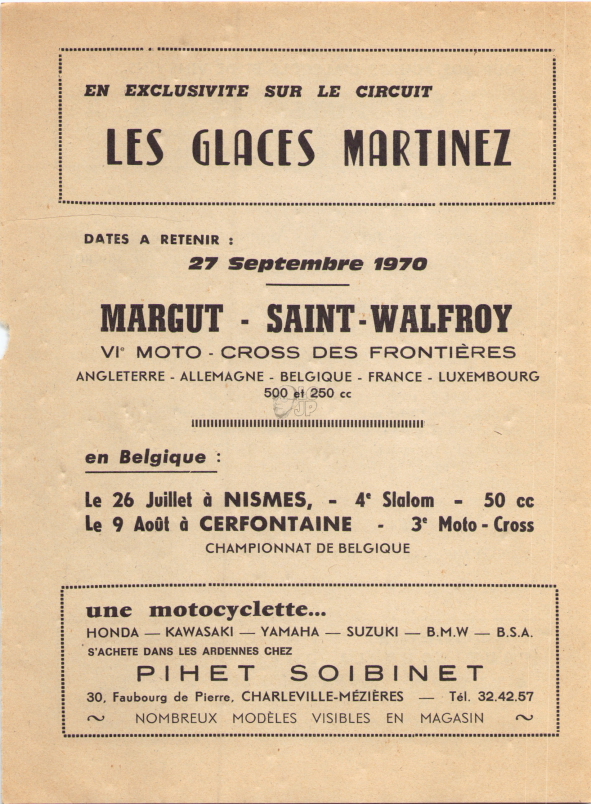 EN EXCLUSIVITE SUR LE CIRCUIT
LES GLACES MARTINEZ
DATES A RETENIR :
27 Septembre 1970
MARGUT - SAINT-WALFROY
VIᵉ MOTO - CROSS DES FRONTIÈRES
ANGLETERRE - ALLEMAGNE - BELGIQUE - FRANCE - LUXEMBOURG
500 et 250 cc
JP
en Belgique :
Le 26 Juillet à NISMES, - 4ᵉ Slalom - 50 cc
Le 9 Août à CERFONTAINE - 3ᵉ Moto - Cross
CHAMPIONNAT DE BELGIQUE
une motocyclette...
HONDA — KAWASAKI — YAMAHA — SUZUKI — B.M.W — B.S.A.
S'ACHETE DANS LES ARDENNES CHEZ
PIHET SOIBINET
30, Faubourg de Pierre, CHARLEVILLE-MÉZIÈRES — Tél. 32.42.57
~ NOMBREUX MODÈLES VISIBLES EN MAGASIN ~